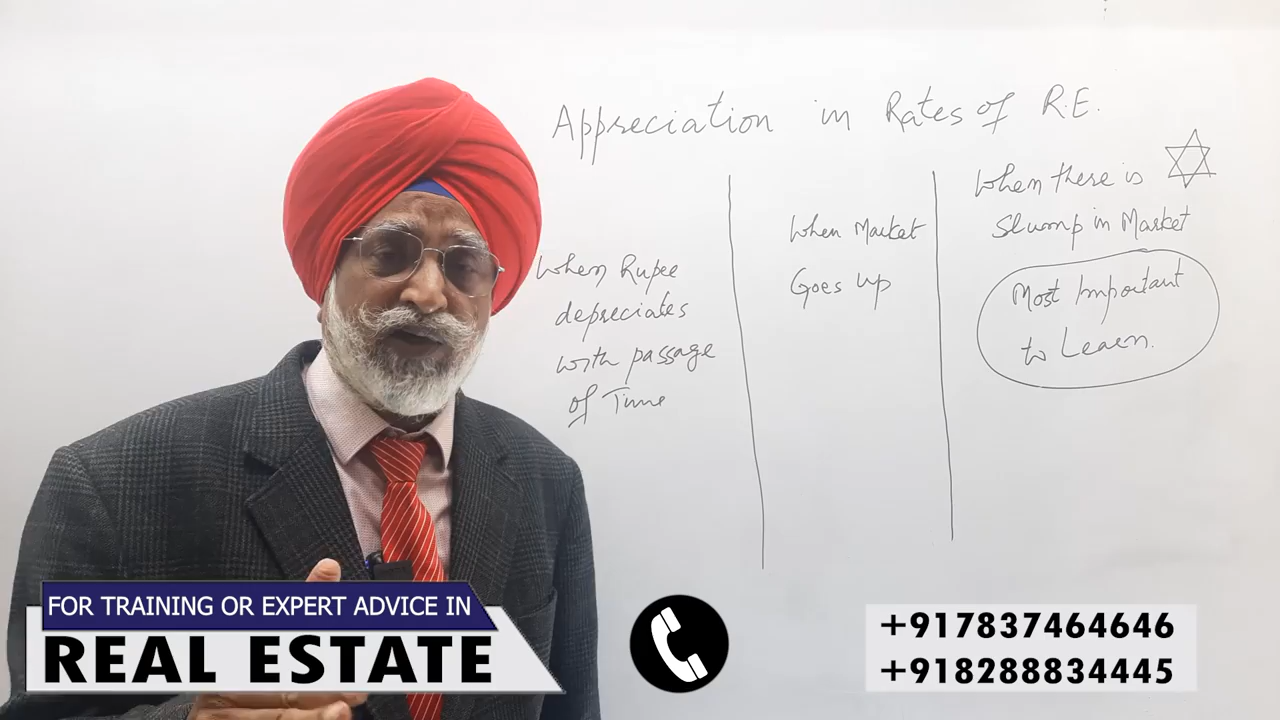 Appreciation in Rates of R.E.
When Rupee
depreciates
with passage
of Time
When Market
Goes up
When there is
Slump in Market
Most Important
to Learn.
FOR TRAINING OR EXPERT ADVICE IN
REAL ESTATE
+917837464646
+918288834445